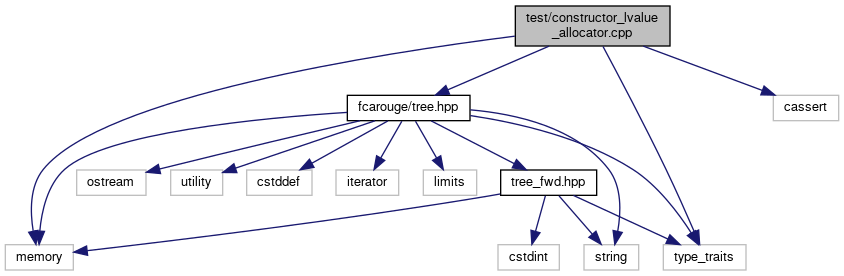 test/constructor_lvalue
_allocator.cpp
fcarouge/tree.hpp
cassert
ostream
utility
cstddef
iterator
limits
tree_fwd.hpp
memory
cstdint
string
type_traits